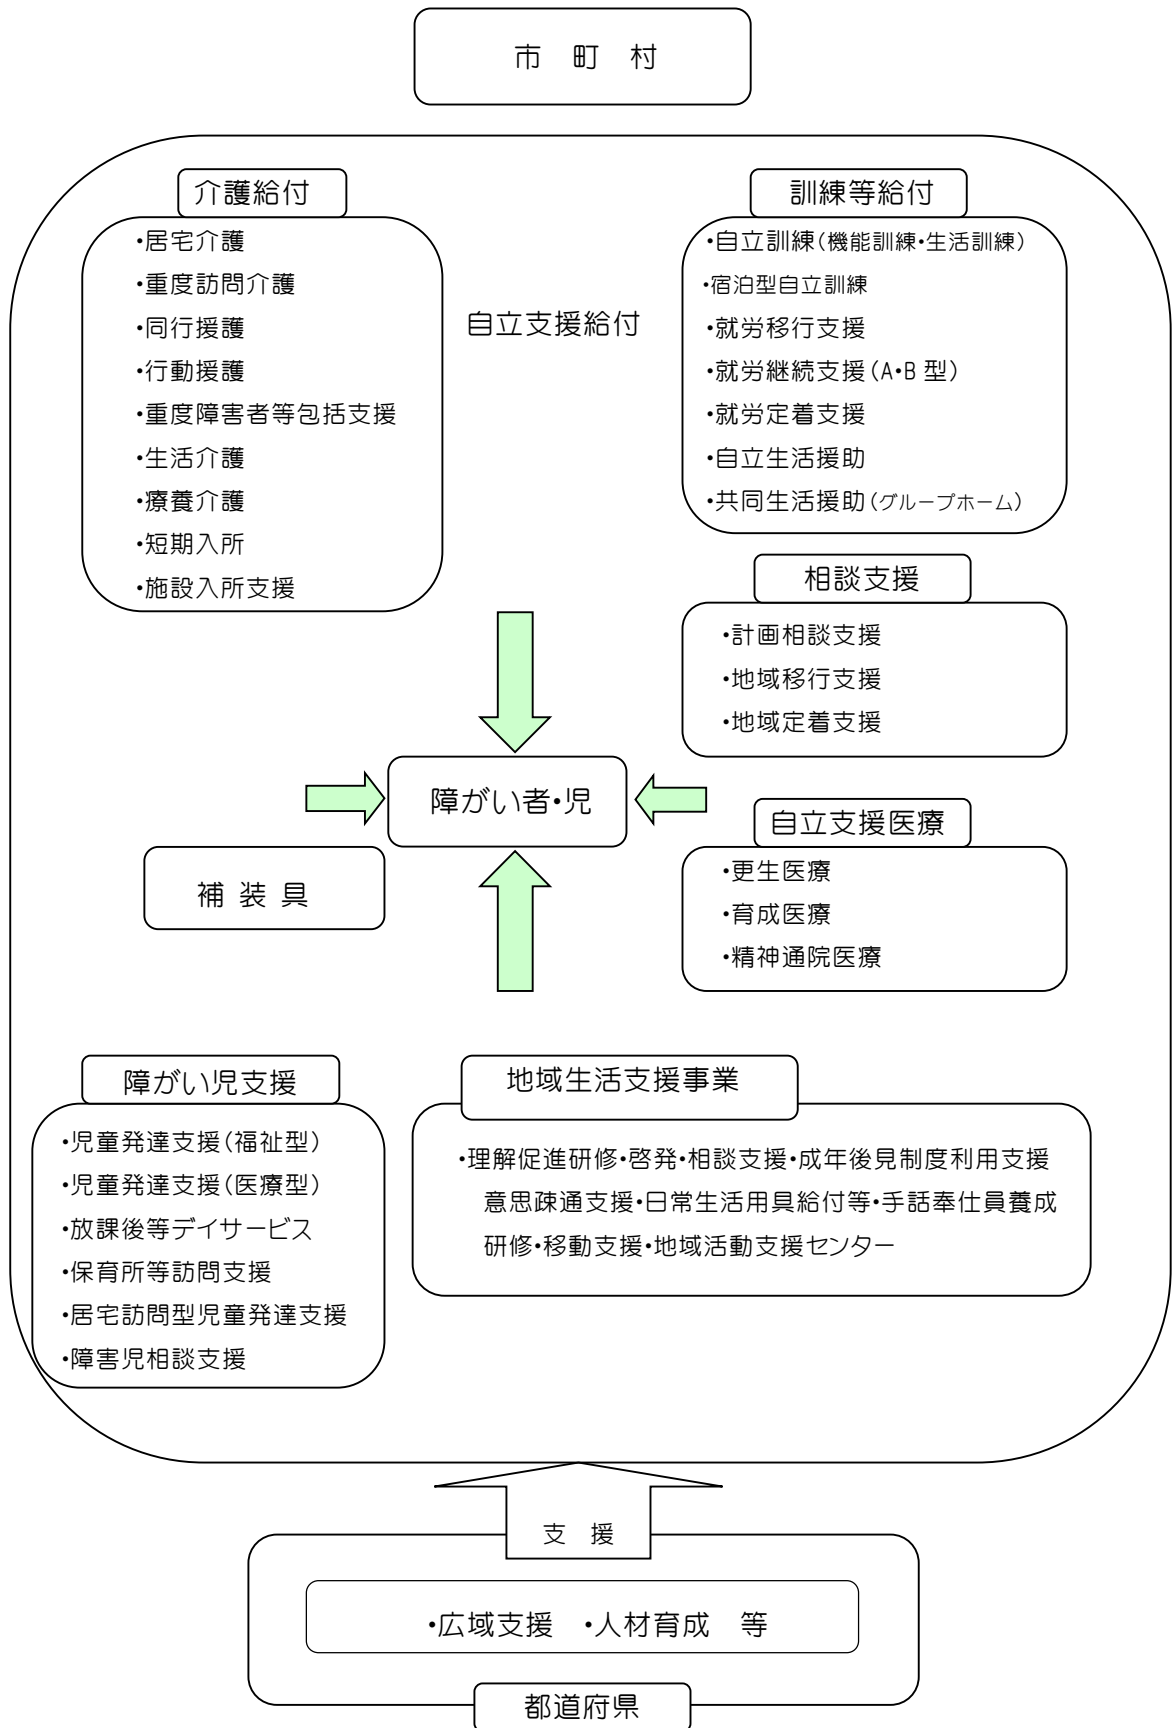 市　町　村
介護給付
・居宅介護
・重度訪問介護
・同行援護
・行動援護
・重度障害者等包括支援
・生活介護
・療養介護
・短期入所
・施設入所支援
自立支援給付
訓練等給付
・自立訓練（機能訓練・生活訓練）
・宿泊型自立訓練
・就労移行支援
・就労継続支援（A・B 型）
・就労定着支援
・自立生活援助
・共同生活援助（グループホーム）
相談支援
・計画相談支援
・地域移行支援
・地域定着支援
障がい者・児
補 装 具
自立支援医療
・更生医療
・育成医療
・精神通院医療
障がい児支援
・児童発達支援（福祉型）
・児童発達支援（医療型）
・放課後等デイサービス
・保育所等訪問支援
・居宅訪問型児童発達支援
・障害児相談支援
地域生活支援事業
・理解促進研修・啓発・相談支援・成年後見制度利用支援
意思疎通支援・日常生活用具給付等・手話奉仕員養成
研修・移動支援・地域活動支援センター
支　援
・広域支援　・人材育成　等
都道府県